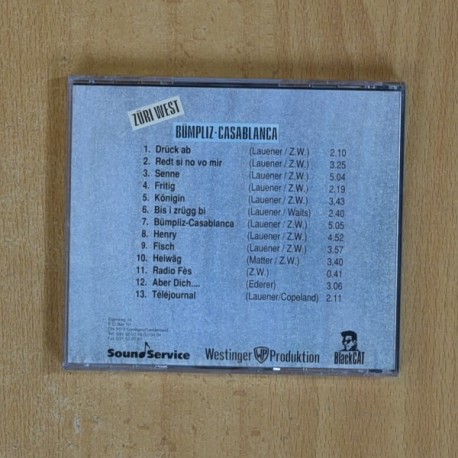 ZÜRI WEST
BÜMPLIZ-CASABLANCA
1. Drück ab (Lauener / Z.W.) 2.10
2. Redt si no vo mir (Lauener / Z.W.) 3.25
3. Senne (Lauener / Z.W.) 5.04
4. Fritig (Lauener / Z.W.) 2.19
5. Königin (Lauener / Z.W.) 3.43
6. Bis i zrügg bi (Lauener / Waits) 2.40
7. Bümpliz-Casablanca (Lauener / Z.W.) 5.05
8. Henry (Lauener / Z.W.) 4.52
9. Fisch (Lauener / Z.W.) 3.57
10. Heiwäg (Matter / Z.W.) 3.40
11. Radio Fès (Z.W.) 0.41
12. Aber Dich.... (Ederer) 3.06
13. Téléjournal (Lauener/Copeland) 2.11
SoundService Westinger WP Produktion BlackCAT